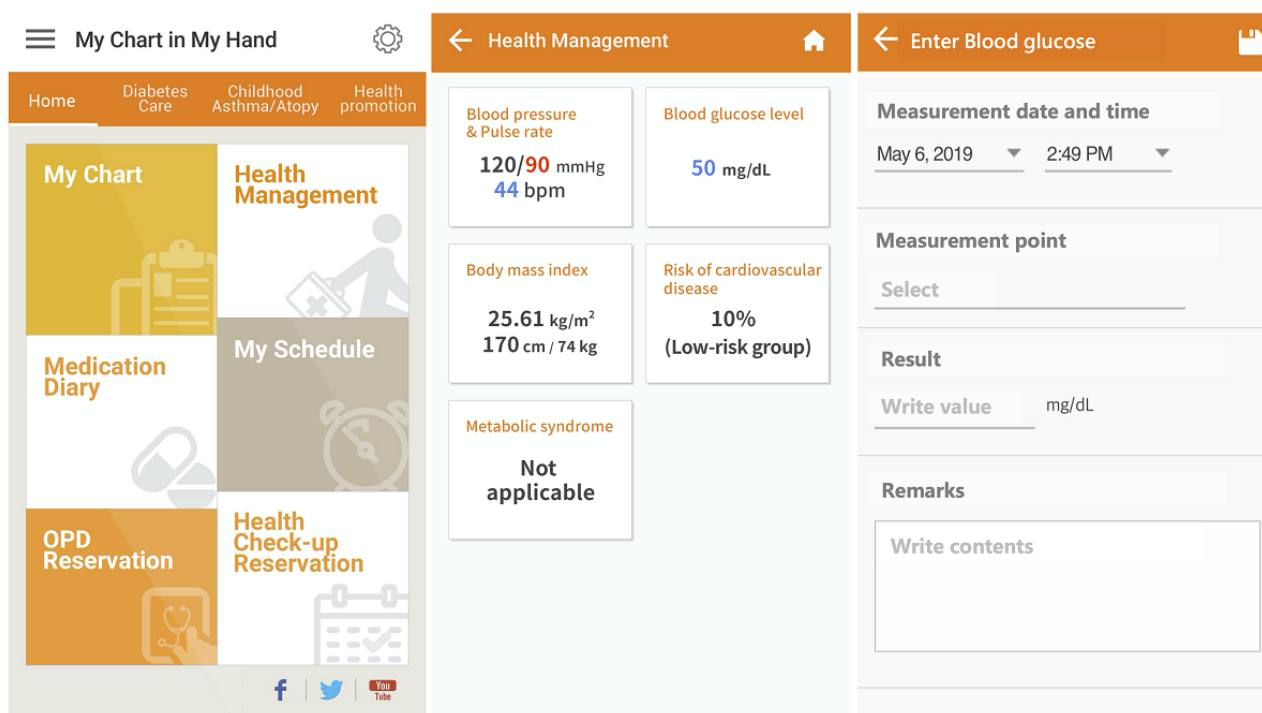 My Chart in My Hand
Home
Diabetes
Care
Childhood
Asthma/Atopy
Health
promotion
My Chart
Health
Management
Medication
Diary
My Schedule
OPD
Reservation
Health
Check-up
Reservation
f
You
Tube
Health Management
Blood pressure
& Pulse rate
120/90 mmHg
44 bpm
Blood glucose level
50 mg/dL
Body mass index
25.61 kg/m²
170 cm / 74 kg
Risk of cardiovascular
disease
10%
(Low-risk group)
Metabolic syndrome
Not
applicable
Enter Blood glucose
Measurement date and time
May 6, 2019 2:49 PM
Measurement point
Select
Result
Write value mg/dL
Remarks
Write contents